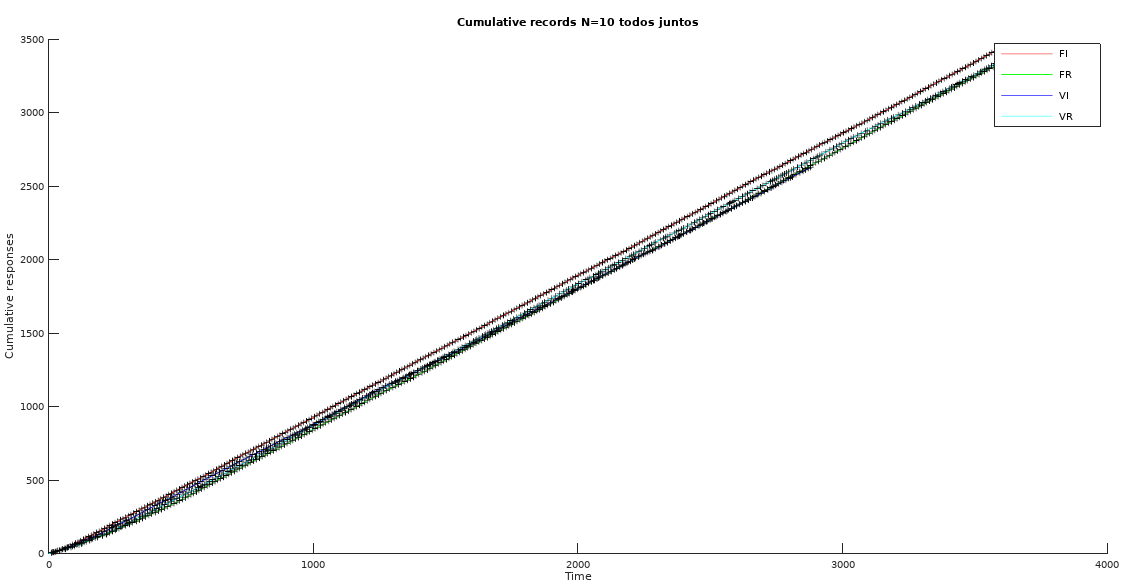 Cumulative records N=10 todos juntos
3500
3000
2500
2000
1500
1000
500
0
Cumulative responses
0 1000 2000 3000 4000
Time
FI
FR
VI
VR